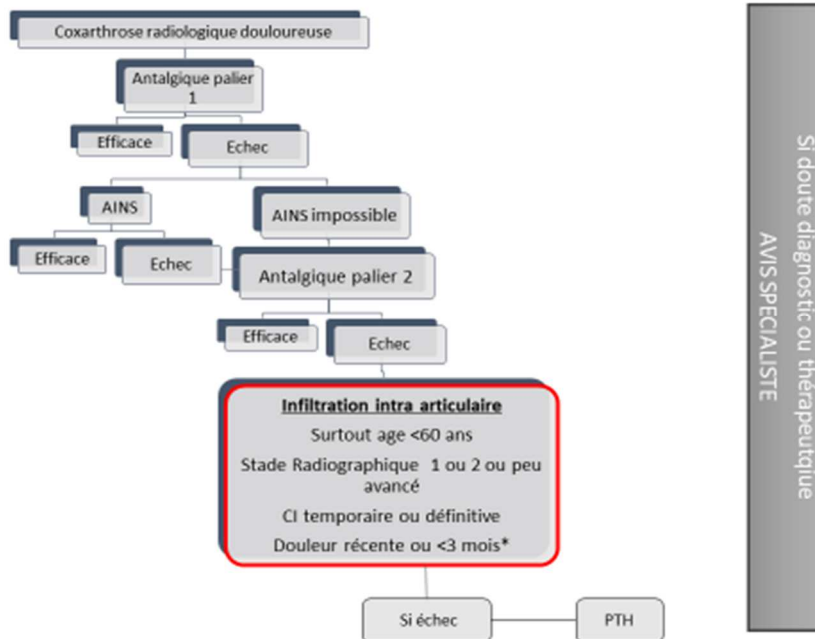 Coxarthrose radiologique douloureuse
Antalgique palier
1
Efficace
Echec
AINS
AINS impossible
Efficace
Echec
Antalgique palier 2
Efficace
Echec
Infiltration intra articulaire
Surtout age <60 ans
Stade Radiographique 1 ou 2 ou peu
avancé
CI temporaire ou définitive
Douleur récente ou <3 mois*
Si échec
PTH
Si doute diagnostic ou thérapeutqiue
AVIS SPECIALISTE